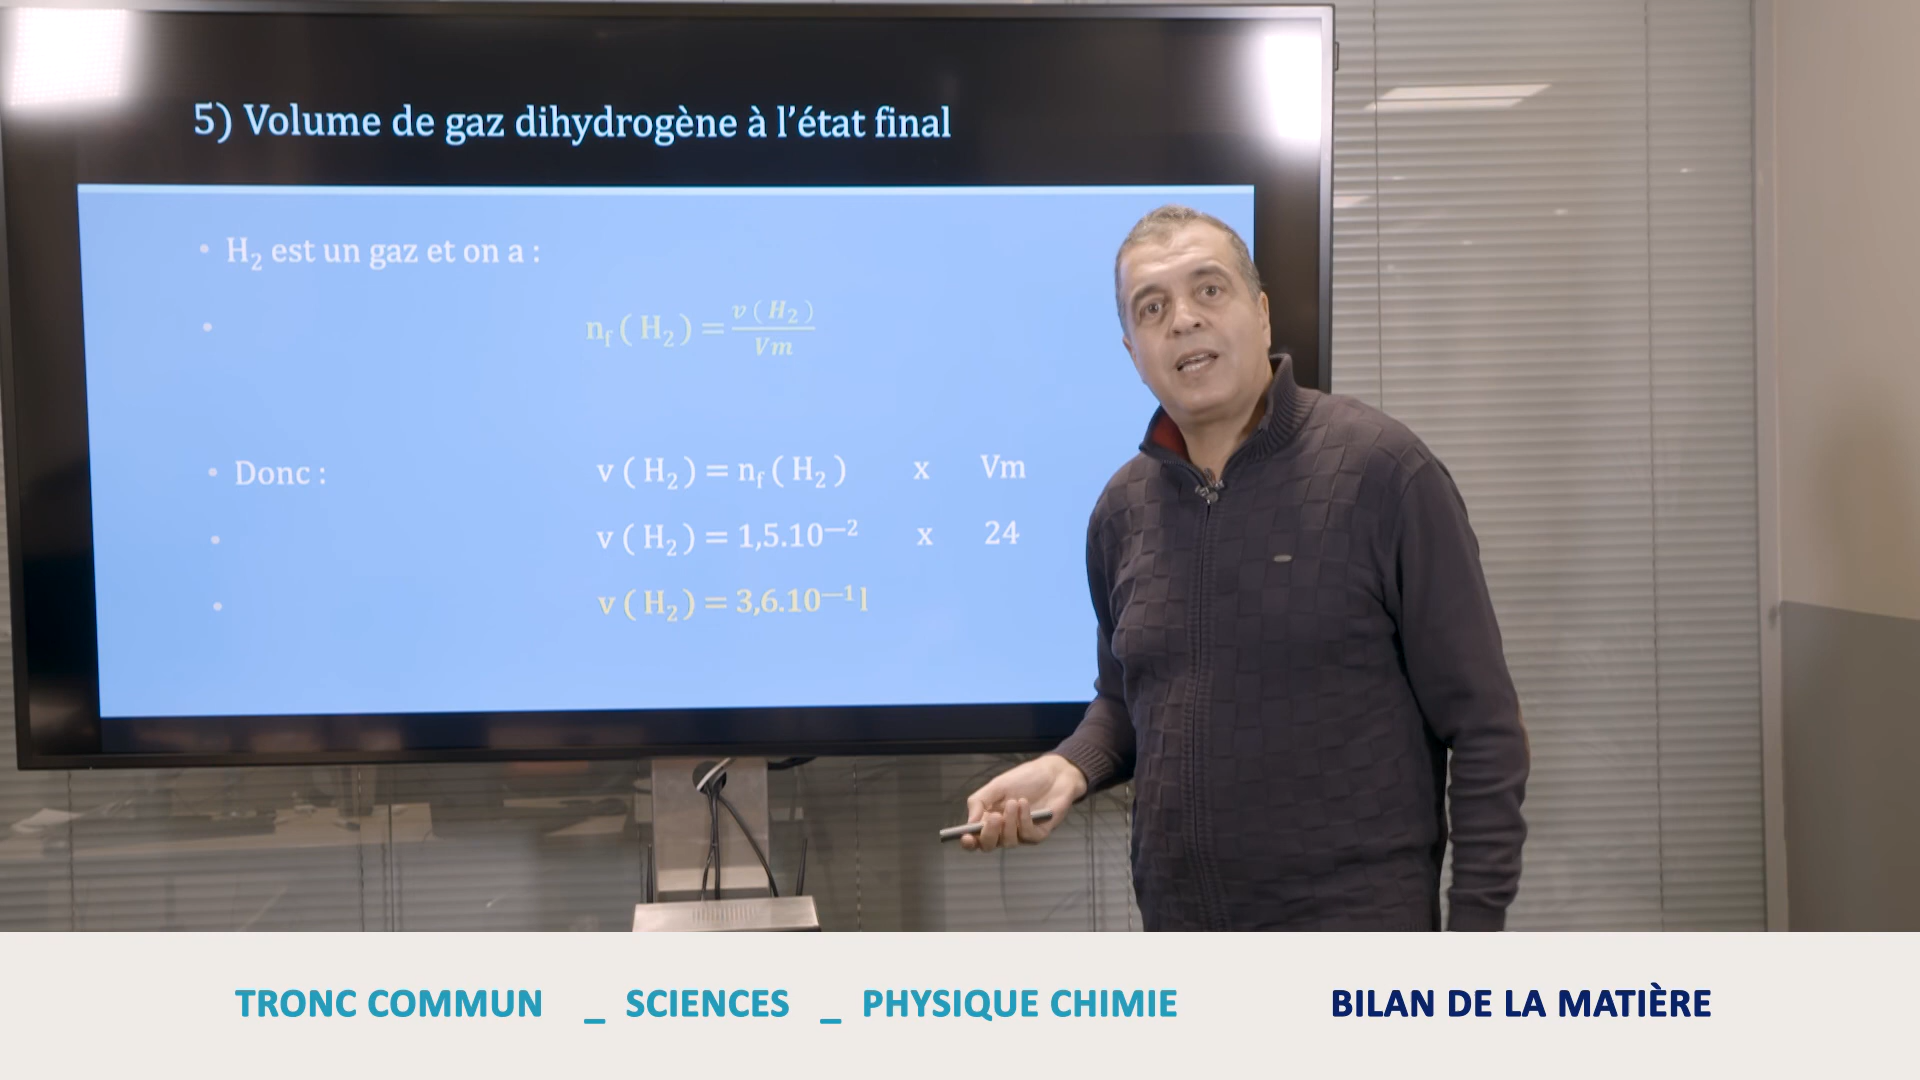 5) Volume de gaz dihydrogène à l'état final
• H₂ est un gaz et on a :
• n_f ( H₂ ) = v ( H₂ ) / Vm
• Donc : v ( H₂ ) = n_f ( H₂ ) x Vm
• v ( H₂ ) = 1,5.10⁻² x 24
• v ( H₂ ) = 3,6.10⁻¹ l
TRONC COMMUN _ SCIENCES _ PHYSIQUE CHIMIE BILAN DE LA MATIÈRE